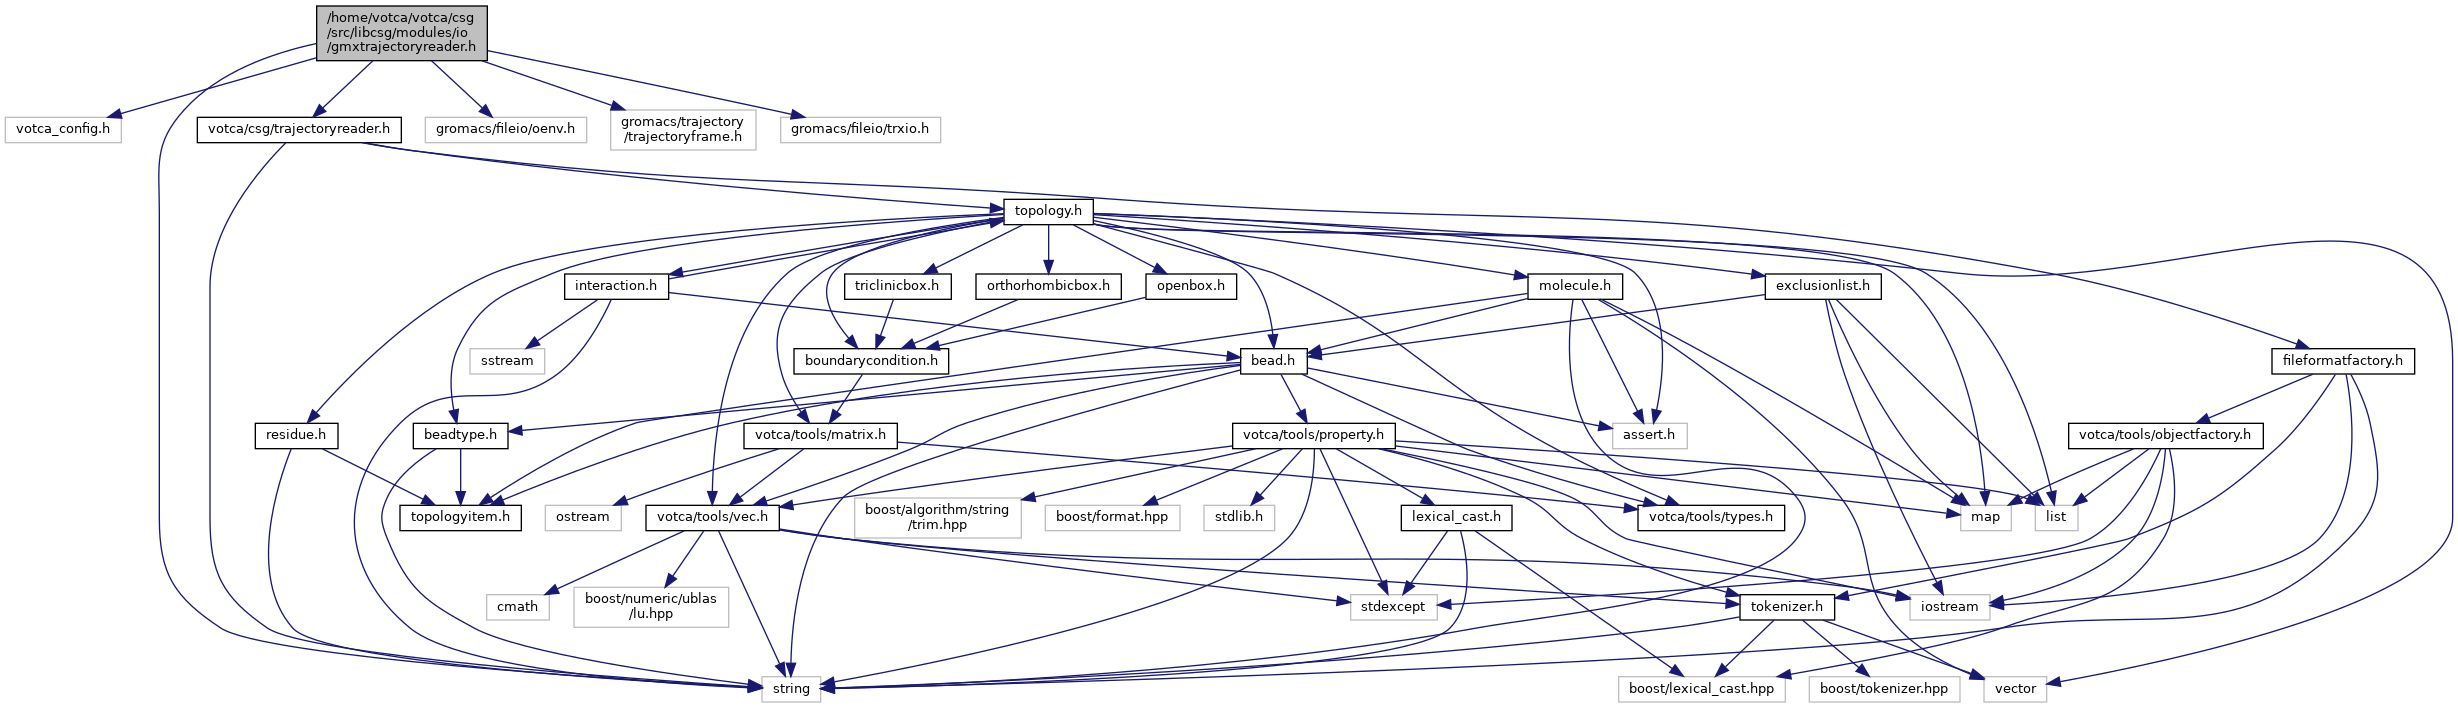 /home/votca/votca/csg
/src/libcsg/modules/io
/gmxtrajectoryreader.h
votca_config.h
votca/csg/trajectoryreader.h
gromacs/fileio/oenv.h
gromacs/trajectory
/trajectoryframe.h
gromacs/fileio/trxio.h
topology.h
interaction.h
triclinicbox.h
orthorhombicbox.h
openbox.h
molecule.h
exclusionlist.h
sstream
boundarycondition.h
bead.h
fileformatfactory.h
residue.h
beadtype.h
votca/tools/matrix.h
votca/tools/property.h
assert.h
votca/tools/objectfactory.h
topologyitem.h
ostream
votca/tools/vec.h
boost/algorithm/string
/trim.hpp
boost/format.hpp
stdlib.h
lexical_cast.h
votca/tools/types.h
map
list
cmath
boost/numeric/ublas
/lu.hpp
stdexcept
tokenizer.h
iostream
string
boost/lexical_cast.hpp
boost/tokenizer.hpp
vector